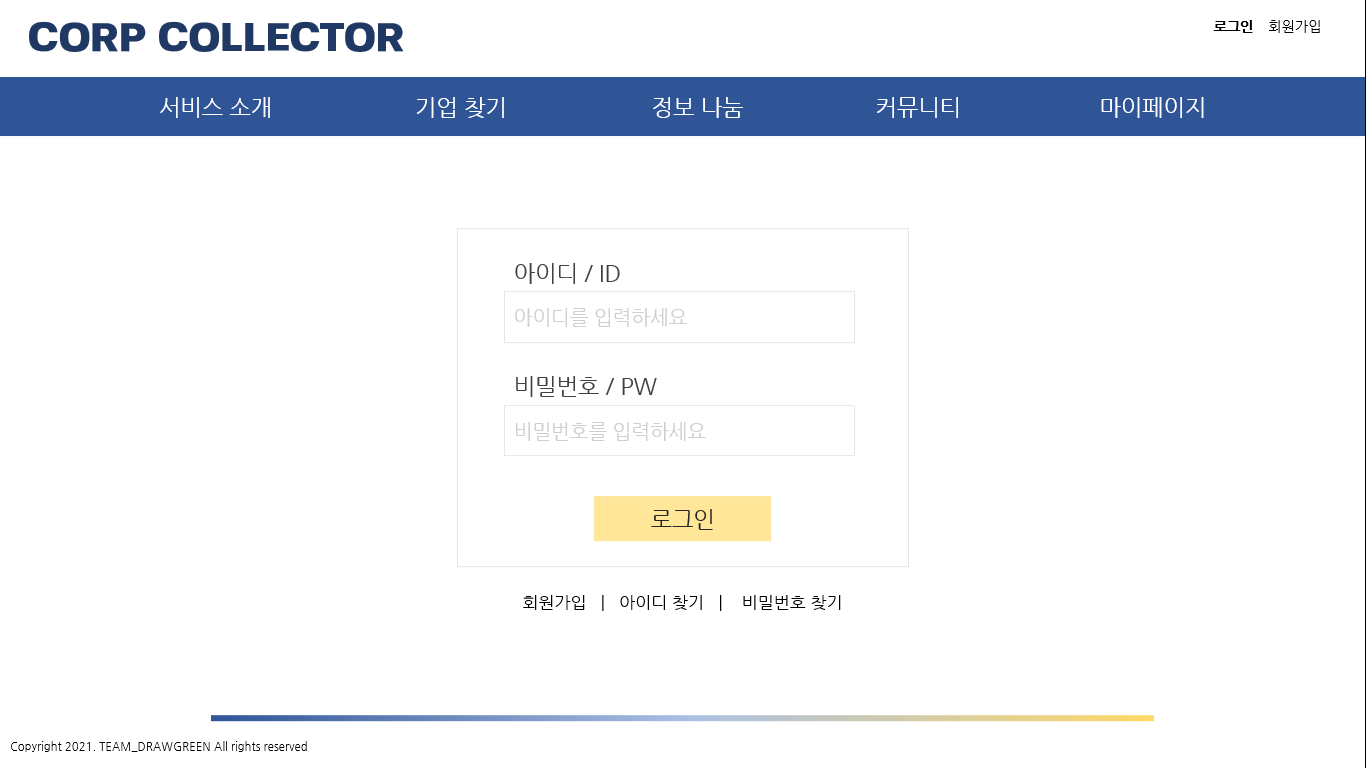 CORP COLLECTOR
로그인 회원가입
서비스 소개 기업 찾기 정보 나눔 커뮤니티 마이페이지
아이디 / ID
아이디를 입력하세요
비밀번호 / PW
비밀번호를 입력하세요
로그인
회원가입 | 아이디 찾기 | 비밀번호 찾기
Copyright 2021. TEAM_DRAWGREEN All rights reserved